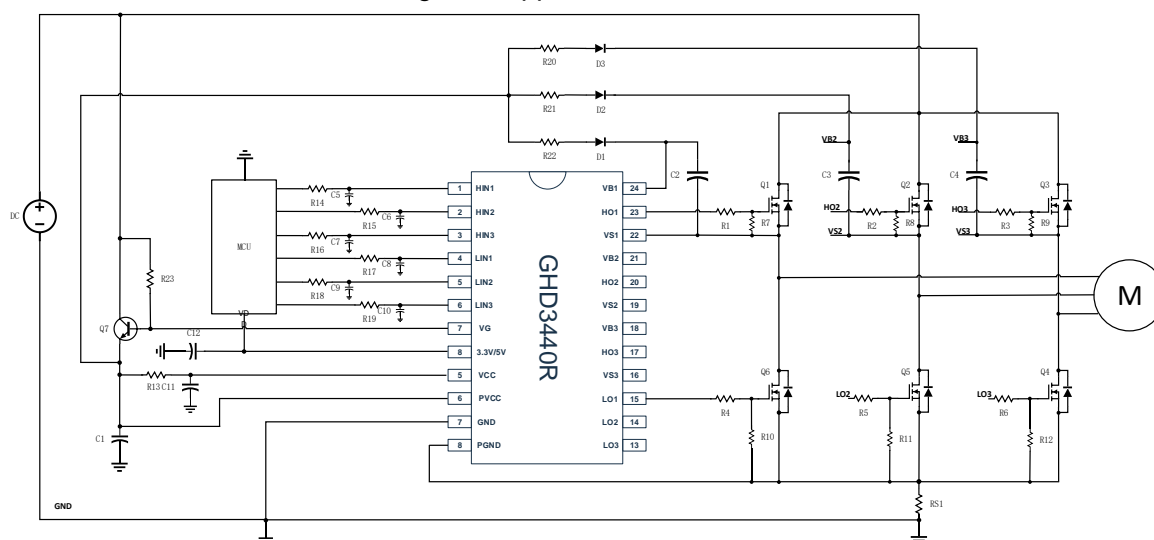 R20
D3
R21
D2
VB2
VB3
R22
D1
C2
C3
C4
Q1
Q2
Q3
DC
MCU
R14
C5
1 HIN1
VB1 24
R15
C6
2 HIN2
HO1 23
R1
R7
HO2
R2
R8
HO3
R3
R9
R16
C7
3 HIN3
VS1 22
VS2
VS3
R17
C8
4 LIN1
VB2 21
R18
C9
5 LIN2
HO2 20
R19
C10
6 LIN3
VS2 19
R23
VD
Q7
7 VG
VB3 18
C12
8 3.3V/5V
HO3 17
R13
C11
5 VCC
VS3 16
6 PVCC
LO1 15
7 GND
LO2 14
8 PGND
LO3 13
GHD3440R
M
Q6
Q5
Q4
R4
LO2
R5
LO3
R6
R10
R11
R12
C1
RS1
GND